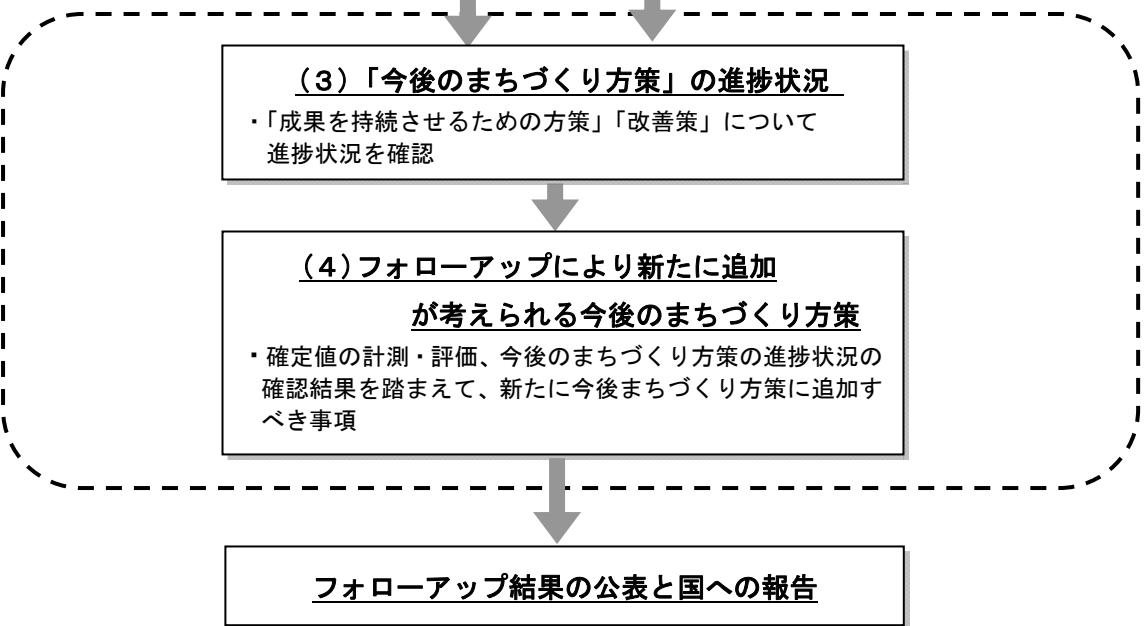 （３）「今後のまちづくり方策」の進捗状況
・「成果を持続させるための方策」「改善策」について
進捗状況を確認
（４）フォローアップにより新たに追加
が考えられる今後のまちづくり方策
・確定値の計測・評価、今後のまちづくり方策の進捗状況の
確認結果を踏まえて、新たに今後まちづくり方策に追加す
べき事項
フォローアップ結果の公表と国への報告